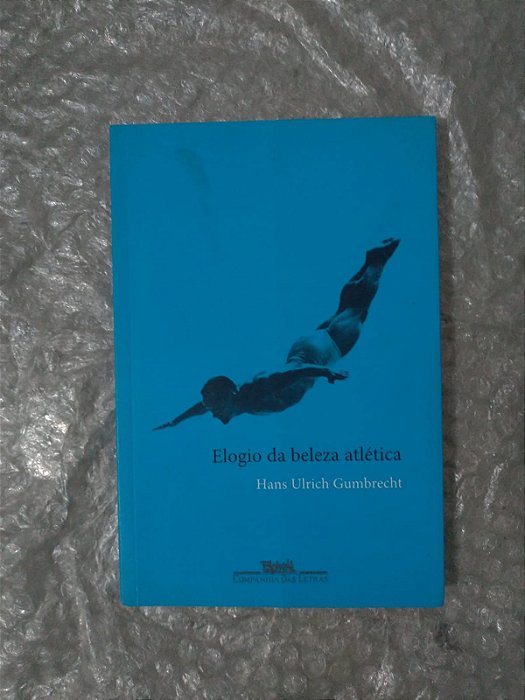 Elogio da beleza atlética
Hans Ulrich Gumbrecht
Companhia das Letras